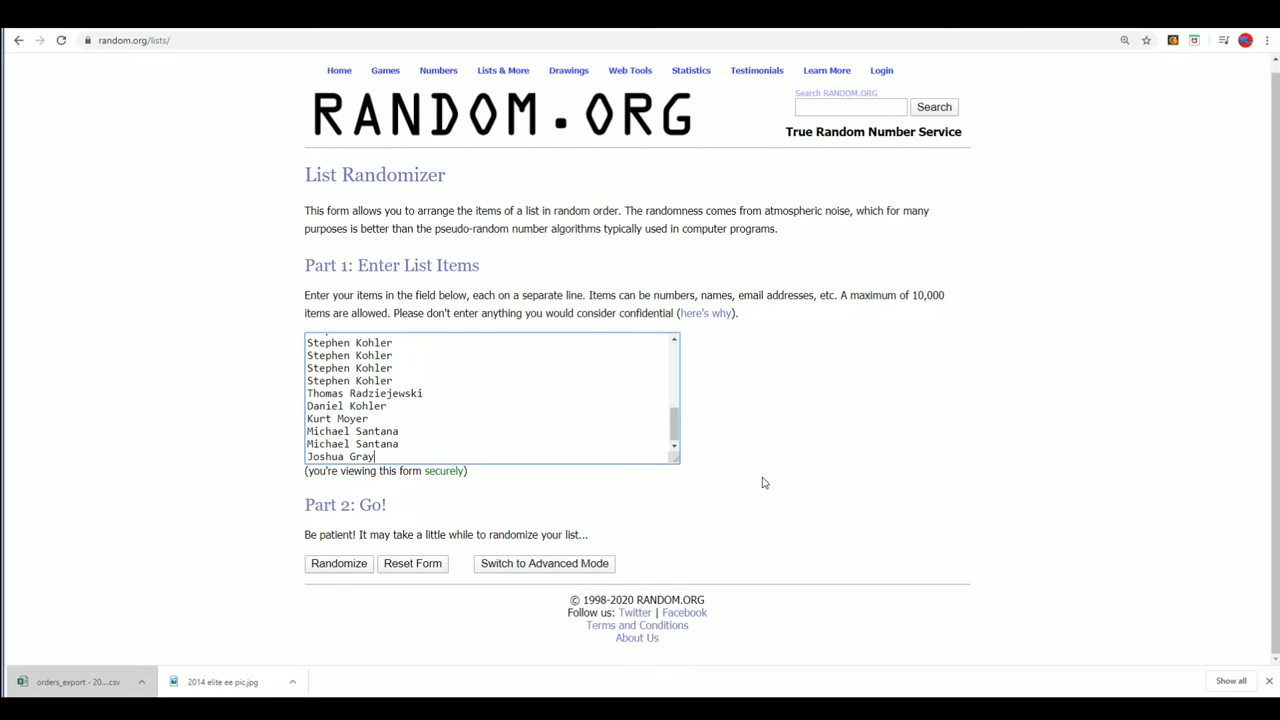 random.org/lists/
Home Games Numbers Lists & More Drawings Web Tools Statistics Testimonials Learn More Login
Search RANDOM.ORG
RANDOM.ORG
Search
True Random Number Service
List Randomizer
This form allows you to arrange the items of a list in random order. The randomness comes from atmospheric noise, which for many
purposes is better than the pseudo-random number algorithms typically used in computer programs.
Part 1: Enter List Items
Enter your items in the field below, each on a separate line. Items can be numbers, names, email addresses, etc. A maximum of 10,000
items are allowed. Please don't enter anything you would consider confidential (here's why).
Stephen Kohler
Stephen Kohler
Stephen Kohler
Stephen Kohler
Thomas Radziejewski
Daniel Kohler
Kurt Moyer
Michael Santana
Michael Santana
Joshua Gray
(you're viewing this form securely)
Part 2: Go!
Be patient! It may take a little while to randomize your list...
Randomize Reset Form Switch to Advanced Mode
© 1998-2020 RANDOM.ORG
Follow us: Twitter | Facebook
Terms and Conditions
About Us
orders_export - 20....csv 2014 elite ee pic.jpg Show all